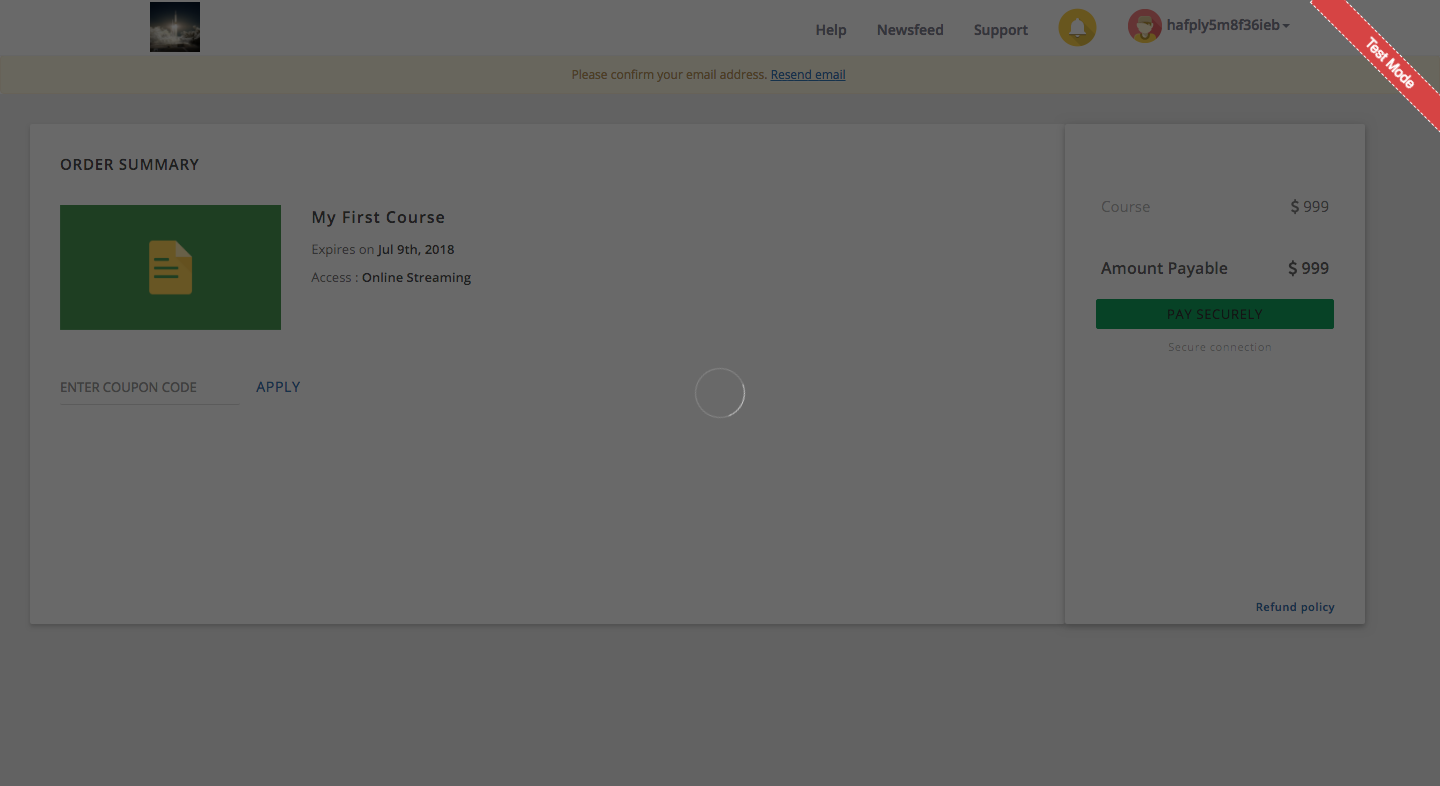 Help Newsfeed Support hafply5m8f36ieb
Test Mode
Please confirm your email address. Resend email
ORDER SUMMARY
My First Course
Expires on Jul 9th, 2018
Access : Online Streaming
ENTER COUPON CODE APPLY
Course $ 999
Amount Payable $ 999
PAY SECURELY
Secure connection
Refund policy